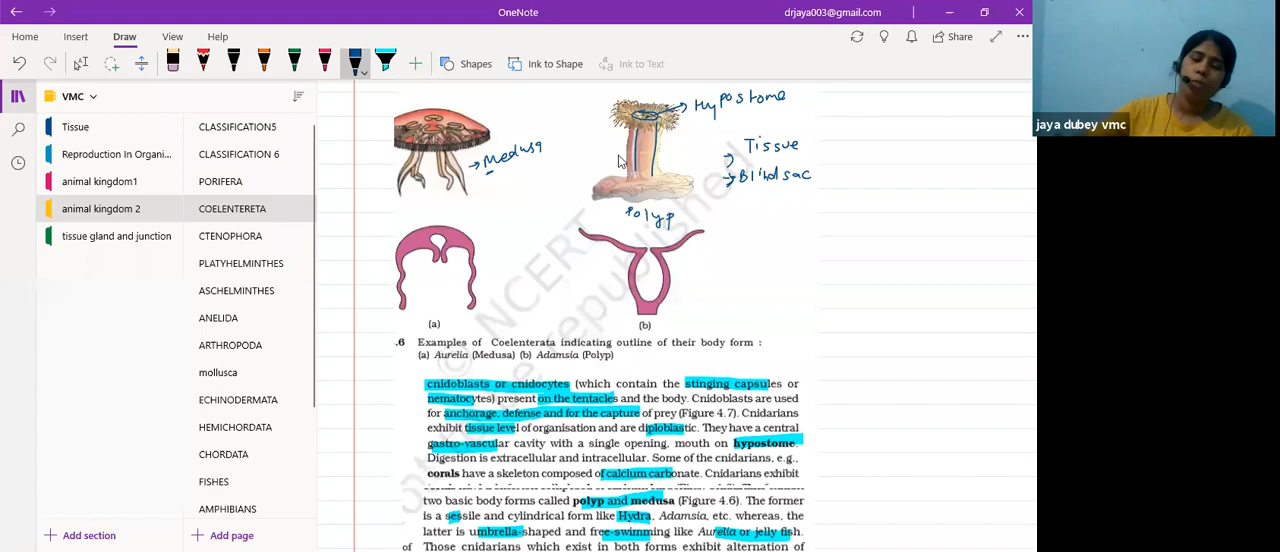 OneNote
drjaya003@gmail.com
Home Insert Draw View Help
Share
Shapes
Ink to Shape
Ink to Text
VMC
Tissue
Reproduction In Organi...
animal kingdom1
animal kingdom 2
tissue gland and junction
CLASSIFICATION5
CLASSIFICATION 6
PORIFERA
COELENTERETA
CTENOPHORA
PLATYHELMINTHES
ASCHELMINTHES
ANELIDA
ARTHROPODA
mollusca
ECHINODERMATA
HEMICHORDATA
CHORDATA
FISHES
AMPHIBIANS
Add section
Add page
Medusa
Hypostome
Tissue
Blind sac
Polyp
© NCERT
not to be republished
(a)
(b)
.6 Examples of Coelenterata indicating outline of their body form :
(a) Aurelia (Medusa) (b) Adamsia (Polyp)
cnidoblasts or cnidocytes (which contain the stinging capsules or
nematocytes) present on the tentacles and the body. Cnidoblasts are used
for anchorage, defense and for the capture of prey (Figure 4.7). Cnidarians
exhibit tissue level of organisation and are diploblastic. They have a central
gastro-vascular cavity with a single opening, mouth on hypostome.
Digestion is extracellular and intracellular. Some of the cnidarians, e.g.,
corals have a skeleton composed of calcium carbonate. Cnidarians exhibit
two basic body forms called polyp and medusa (Figure 4.6). The former
is a sessile and cylindrical form like Hydra, Adamsia, etc. whereas, the
latter is umbrella-shaped and free-swimming like Aurelia or jelly fish.
of Those cnidarians which exist in both forms exhibit alternation of
jaya dubey vmc